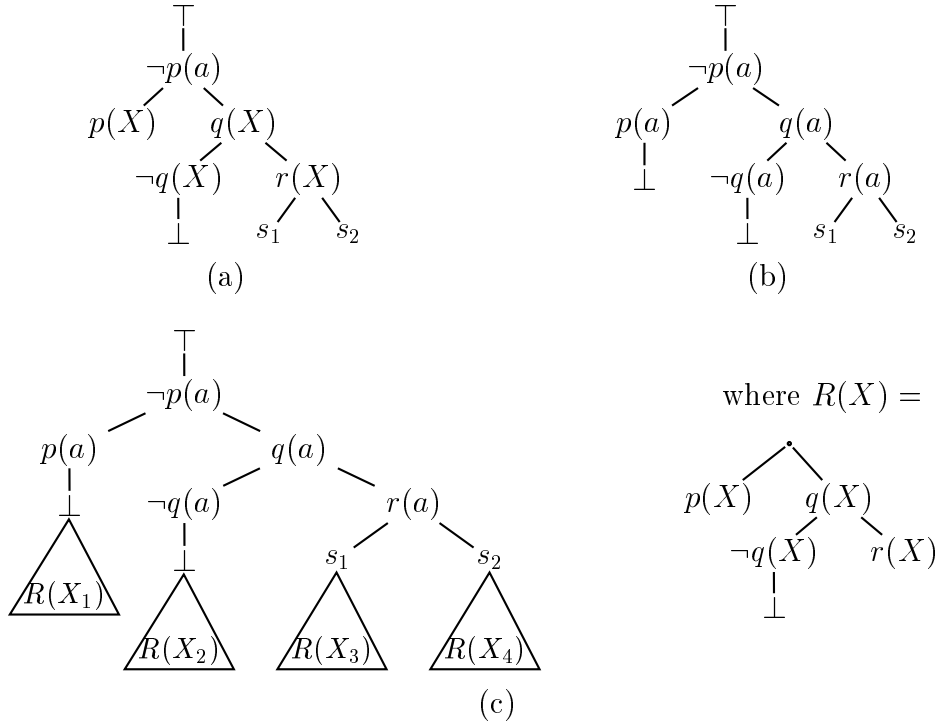 ⊤
¬p(a)
p(X) q(X)
¬q(X) r(X)
⊥ s₁ s₂
(a)
⊤
¬p(a)
p(a) q(a)
⊥ ¬q(a) r(a)
⊥ s₁ s₂
(b)
⊤
¬p(a)
p(a) q(a)
⊥ ¬q(a) r(a)
⊥ s₁ s₂
R(X₁)
R(X₂) R(X₃) R(X₄)
(c)
where R(X) =
p(X) q(X)
¬q(X) r(X)
⊥